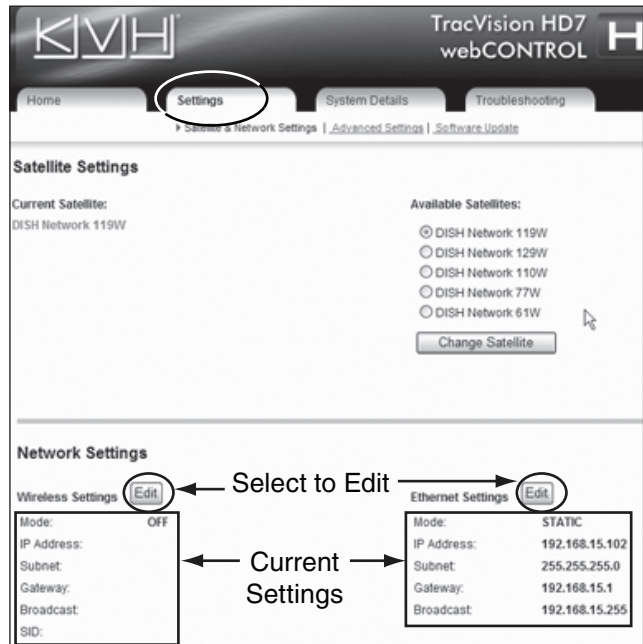 KVH
TracVision HD7
webCONTROL
H
Home
Settings
System Details
Troubleshooting
Satellite & Network Settings | Advanced Settings | Software Update
Satellite Settings
Current Satellite:
DISH Network 119W
Available Satellites:
DISH Network 119W
DISH Network 129W
DISH Network 110W
DISH Network 77W
DISH Network 61W
Change Satellite
Network Settings
Wireless Settings Edit
Select to Edit
Ethernet Settings Edit
Mode: OFF
IP Address:
Subnet:
Gateway:
Broadcast:
SID:
Current
Settings
Mode: STATIC
IP Address: 192.168.15.102
Subnet: 255.255.255.0
Gateway: 192.168.15.1
Broadcast: 192.168.15.255